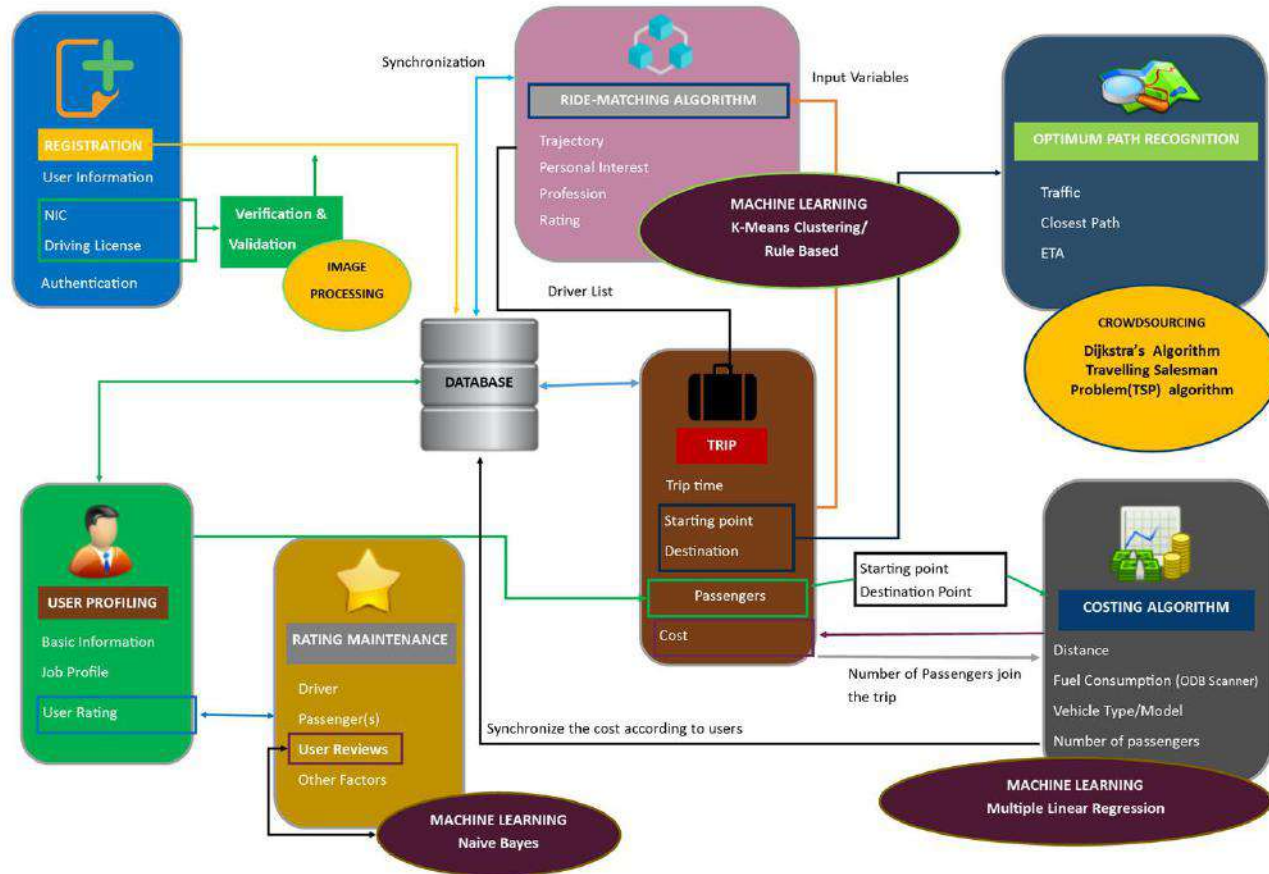 REGISTRATION
User Information
NIC
Driving License
Authentication
Verification &
Validation
IMAGE
PROCESSING
Synchronization
RIDE-MATCHING ALGORITHM
Trajectory
Personal Interest
Profession
Rating
Input Variables
MACHINE LEARNING
K-Means Clustering/
Rule Based
OPTIMUM PATH RECOGNITION
Traffic
Closest Path
ETA
CROWDSOURCING
Dijkstra's Algorithm
Travelling Salesman
Problem(TSP) algorithm
Driver List
DATABASE
TRIP
Trip time
Starting point
Destination
Passengers
Cost
USER PROFILING
Basic Information
Job Profile
User Rating
RATING MAINTENANCE
Driver
Passenger(s)
User Reviews
Other Factors
MACHINE LEARNING
Naive Bayes
Starting point
Destination Point
Number of Passengers join
the trip
Synchronize the cost according to users
COSTING ALGORITHM
Distance
Fuel Consumption (ODB Scanner)
Vehicle Type/Model
Number of passengers
MACHINE LEARNING
Multiple Linear Regression